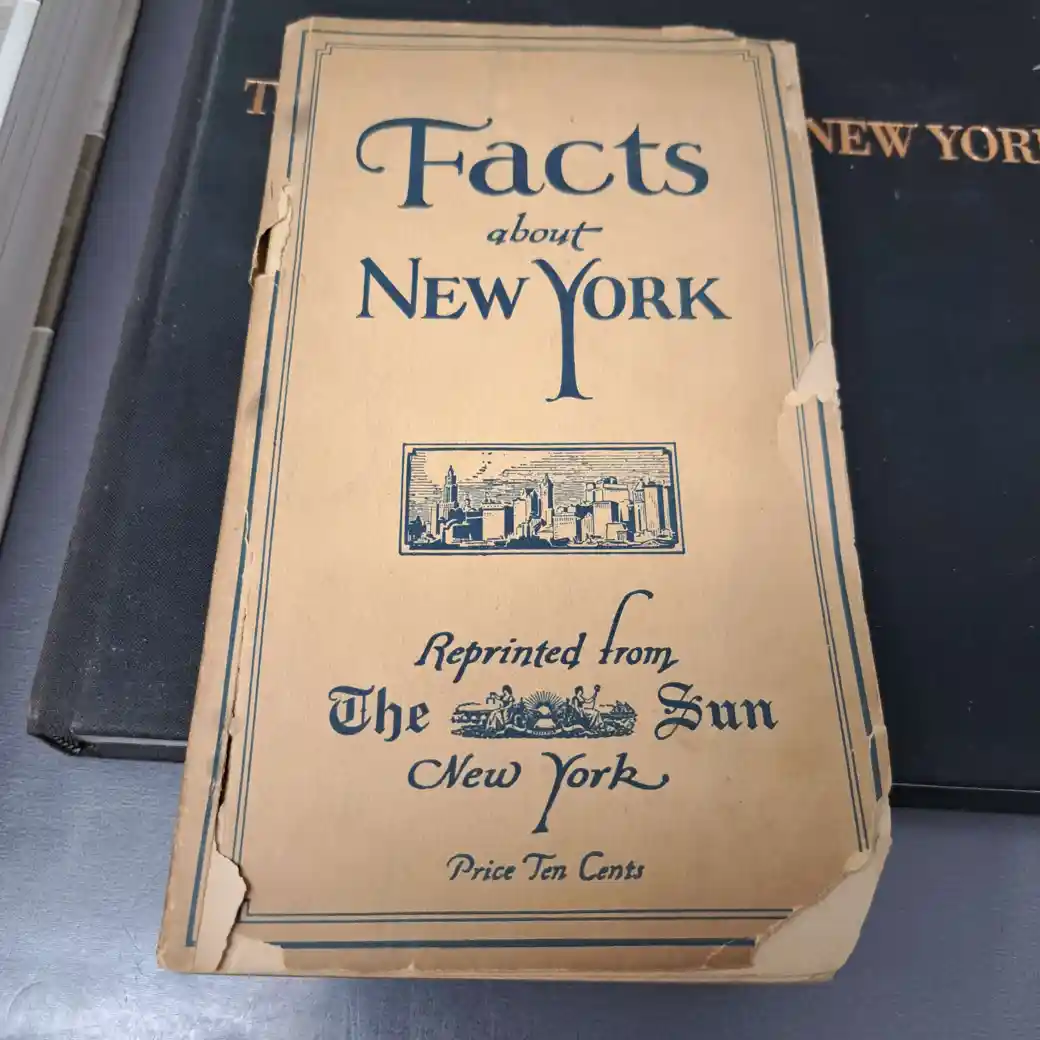 Facts
about
NEW YORK
Reprinted from
The Sun
New York
Price Ten Cents
NEW YOR